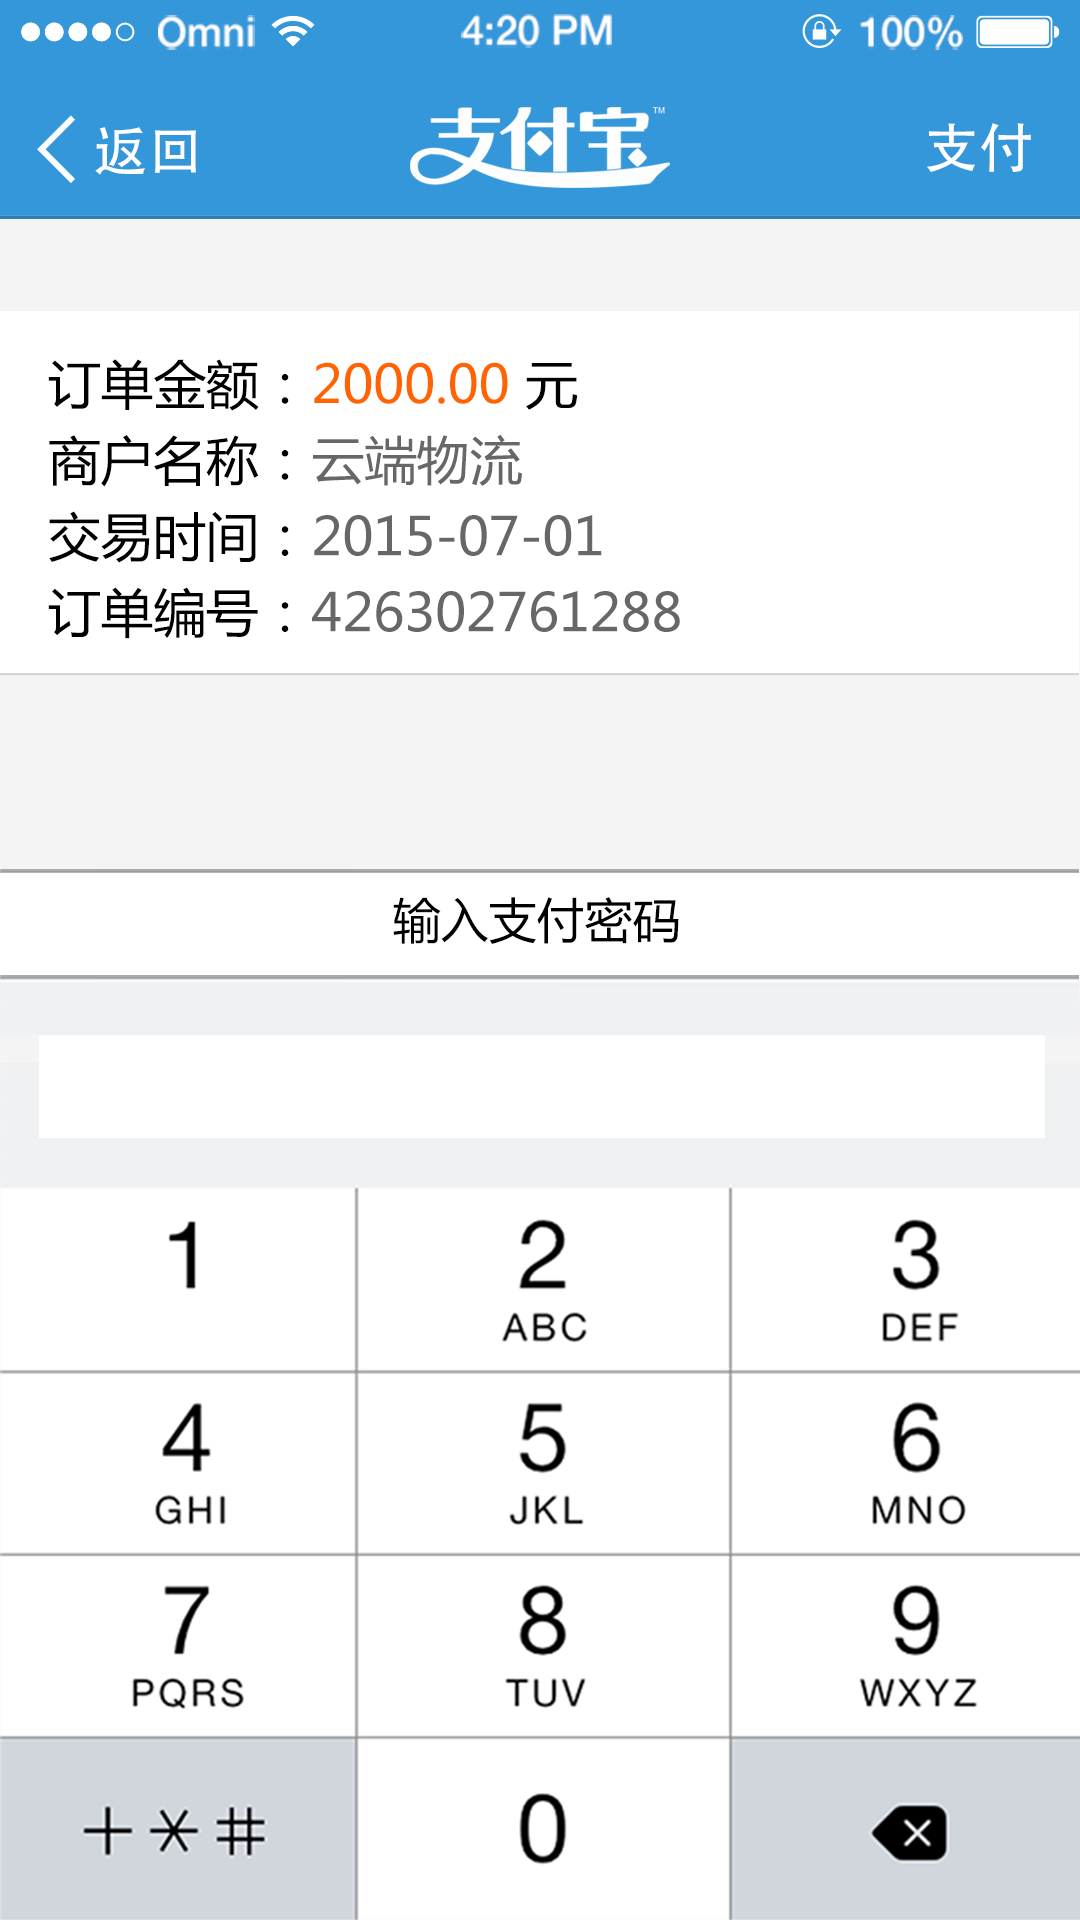 Omni 4:20 PM 100%
返回 支付宝™ 支付
订单金额：2000.00 元
商户名称：云端物流
交易时间：2015-07-01
订单编号：426302761288
输入支付密码
1 2 3
ABC DEF
4 5 6
GHI JKL MNO
7 8 9
PQRS TUV WXYZ
+*# 0